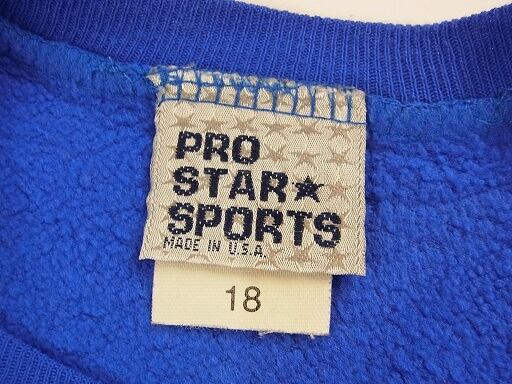 PRO
STAR★
SPORTS
MADE IN U.S.A.
18